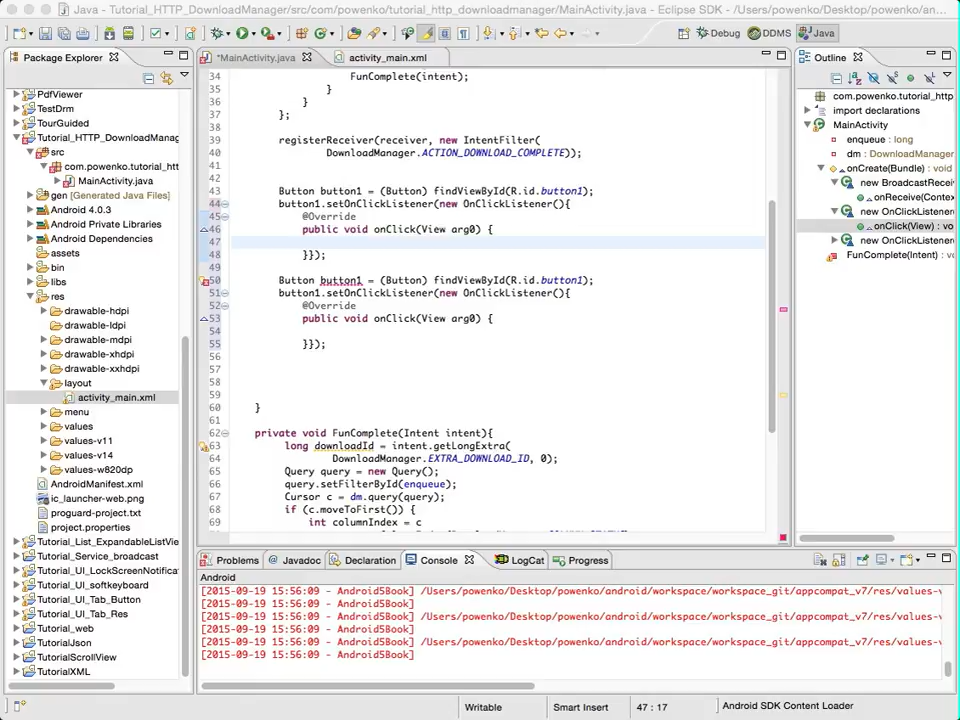 Java - Tutorial_HTTP_DownloadManager/src/com/powenko/tutorial_http_downloadmanager/MainActivity.java - Eclipse SDK - /Users/powenko/Desktop/powenko/an...
Debug DDMS Java
Package Explorer
PdfViewer
TestDrm
TourGuided
Tutorial_HTTP_DownloadManag
src
com.powenko.tutorial_htt
MainActivity.java
gen [Generated Java Files]
Android 4.0.3
Android Private Libraries
Android Dependencies
assets
bin
libs
res
drawable-hdpi
drawable-ldpi
drawable-mdpi
drawable-xhdpi
drawable-xxhdpi
layout
activity_main.xml
menu
values
values-v11
values-v14
values-w820dp
AndroidManifest.xml
ic_launcher-web.png
proguard-project.txt
project.properties
Tutorial_List_ExpandableListVie
Tutorial_Service_broadcast
Tutorial_UI_LockScreenNotifica
Tutorial_UI_softkeyboard
Tutorial_UI_Tab_Button
Tutorial_UI_Tab_Res
Tutorial_web
TutorialJson
TutorialScrollView
TutorialXML
*MainActivity.java
activity_main.xml
34 FunComplete(intent);
35 }
36 }
37 };
38
39 registerReceiver(receiver, new IntentFilter(
40 DownloadManager.ACTION_DOWNLOAD_COMPLETE));
41
42
43 Button button1 = (Button) findViewById(R.id.button1);
44 button1.setOnClickListener(new OnClickListener(){
45 @Override
46 public void onClick(View arg0) {
47
48 }});
50 Button button1 = (Button) findViewById(R.id.button1);
51 button1.setOnClickListener(new OnClickListener(){
52 @Override
53 public void onClick(View arg0) {
54
55 }});
56
57
58
59
60 }
61
62 private void FunComplete(Intent intent){
63 long downloadId = intent.getLongExtra(
64 DownloadManager.EXTRA_DOWNLOAD_ID, 0);
65 Query query = new Query();
66 query.setFilterById(enqueue);
67 Cursor c = dm.query(query);
68 if (c.moveToFirst()) {
69 int columnIndex = c
Outline
com.powenko.tutorial_http
import declarations
MainActivity
enqueue : long
dm : DownloadManager
onCreate(Bundle) : void
new BroadcastRecei
onReceive(Contex
new OnClickListener
onClick(View) : vo
new OnClickListener
FunComplete(Intent) : vo
Problems @ Javadoc Declaration Console LogCat Progress
Android
[2015-09-19 15:56:09 - Android5Book] /Users/powenko/Desktop/powenko/android/workspace/workspace_git/appcompat_v7/res/values-v
[2015-09-19 15:56:09 - Android5Book]
[2015-09-19 15:56:09 - Android5Book] /Users/powenko/Desktop/powenko/android/workspace/workspace_git/appcompat_v7/res/values-v
[2015-09-19 15:56:09 - Android5Book]
[2015-09-19 15:56:09 - Android5Book] /Users/powenko/Desktop/powenko/android/workspace/workspace_git/appcompat_v7/res/values-v
[2015-09-19 15:56:09 - Android5Book]
Writable Smart Insert 47 : 17 Android SDK Content Loader